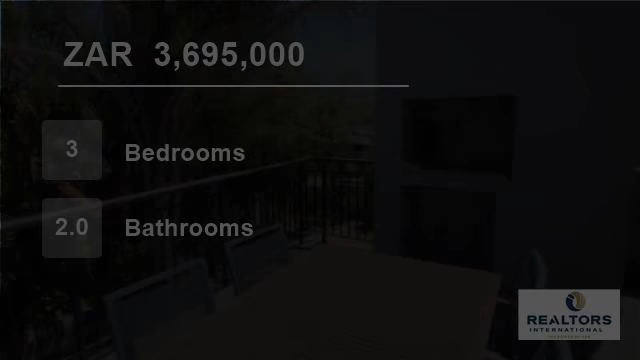 ZAR 3,695,000
3 Bedrooms
2.0 Bathrooms
REALTORS
INTERNATIONAL